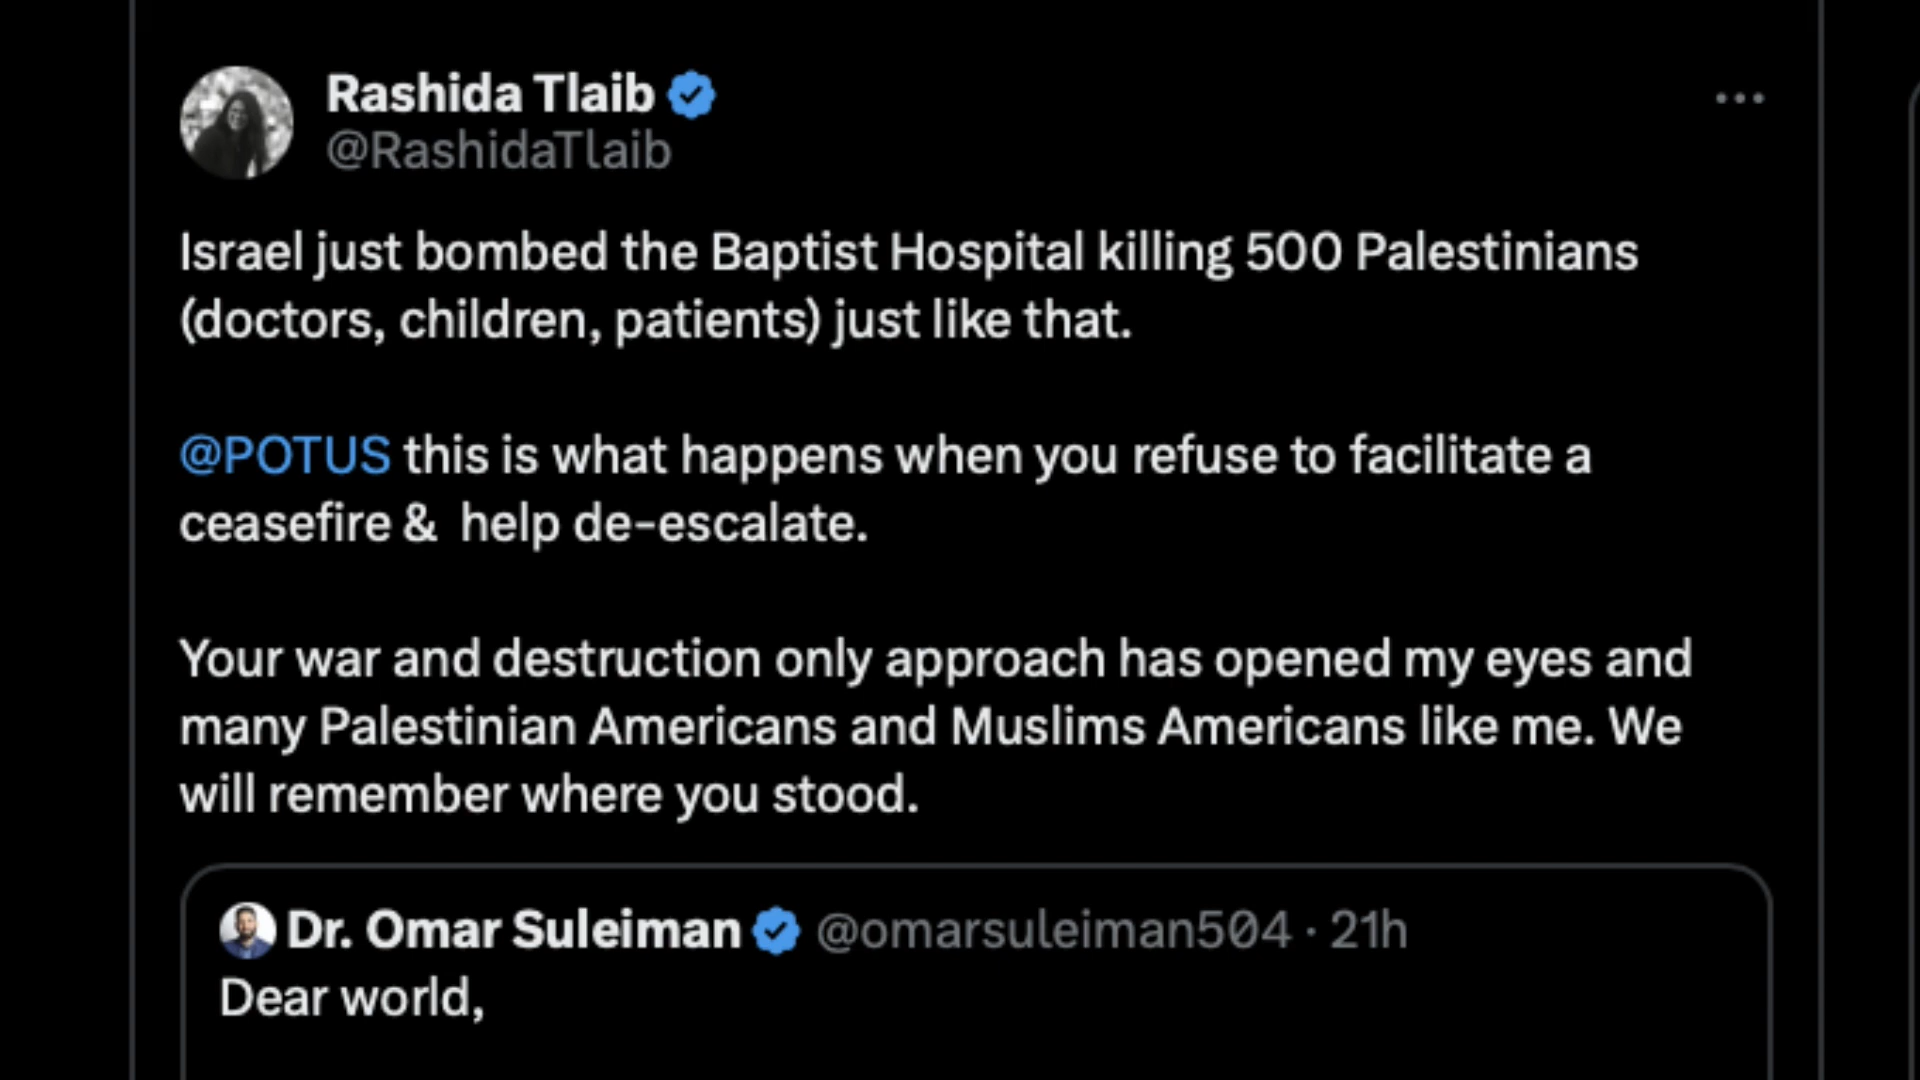 Rashida Tlaib
@RashidaTlaib
Israel just bombed the Baptist Hospital killing 500 Palestinians
(doctors, children, patients) just like that.
@POTUS this is what happens when you refuse to facilitate a
ceasefire &  help de-escalate.
Your war and destruction only approach has opened my eyes and
many Palestinian Americans and Muslims Americans like me. We
will remember where you stood.
Dr. Omar Suleiman @omarsuleiman504 · 21h
Dear world,